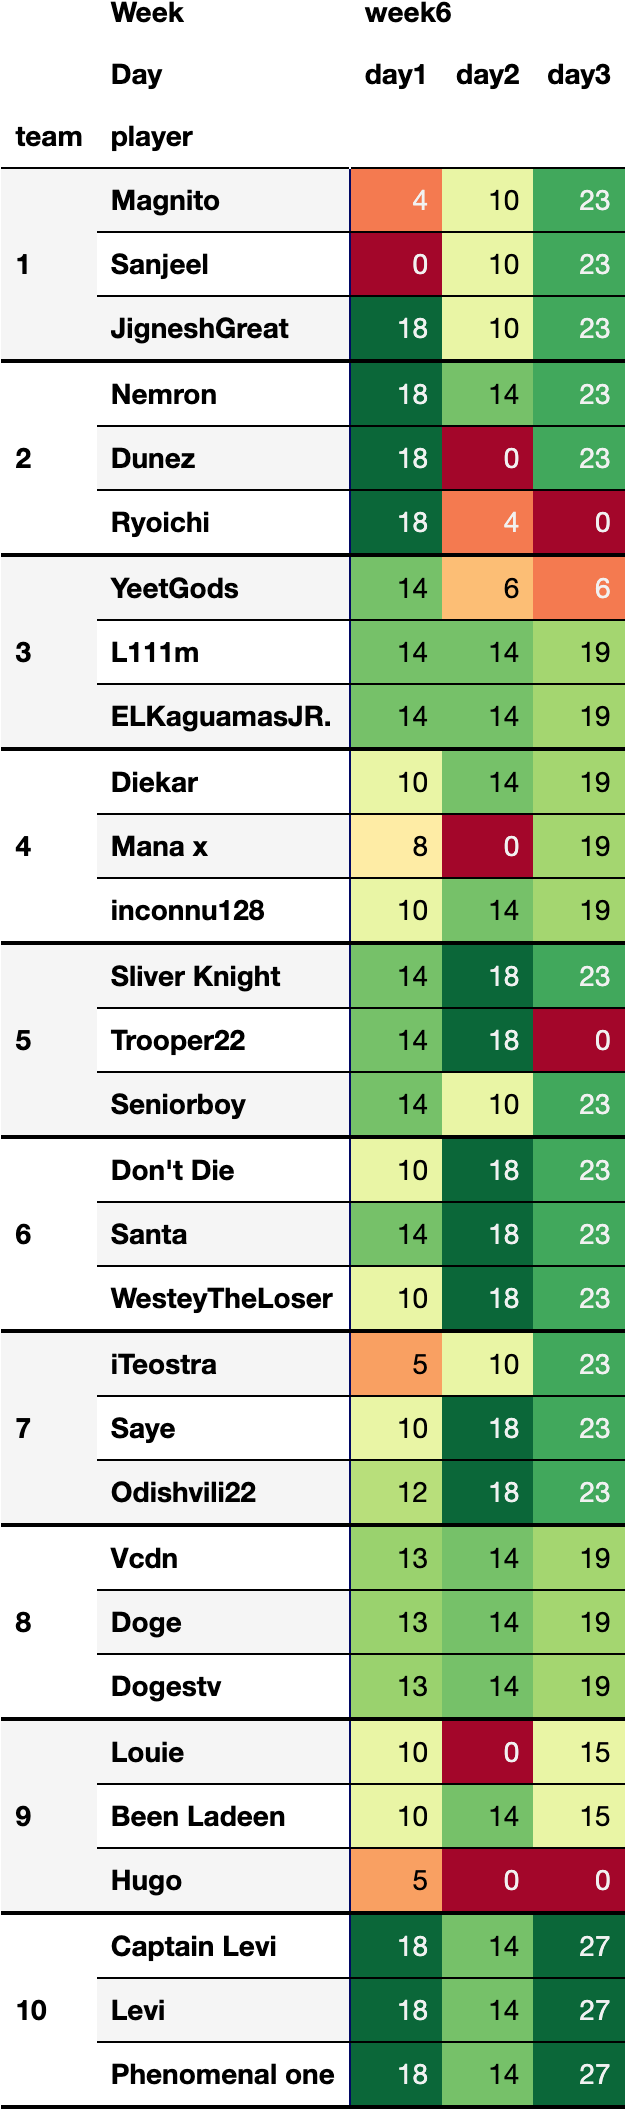 Week week6
Day day1 day2 day3
team player
Magnito 4 10 23
1 Sanjeel 0 10 23
JigneshGreat 18 10 23
Nemron 18 14 23
2 Dunez 18 0 23
Ryoichi 18 4 0
YeetGods 14 6 6
3 L111m 14 14 19
ELKaguamasJR. 14 14 19
Diekar 10 14 19
4 Mana x 8 0 19
inconnu128 10 14 19
Sliver Knight 14 18 23
5 Trooper22 14 18 0
Seniorboy 14 10 23
Don't Die 10 18 23
6 Santa 14 18 23
WesteyTheLoser 10 18 23
iTeostra 5 10 23
7 Saye 10 18 23
Odishvili22 12 18 23
Vcdn 13 14 19
8 Doge 13 14 19
Dogestv 13 14 19
Louie 10 0 15
9 Been Ladeen 10 14 15
Hugo 5 0 0
Captain Levi 18 14 27
10 Levi 18 14 27
Phenomenal one 18 14 27